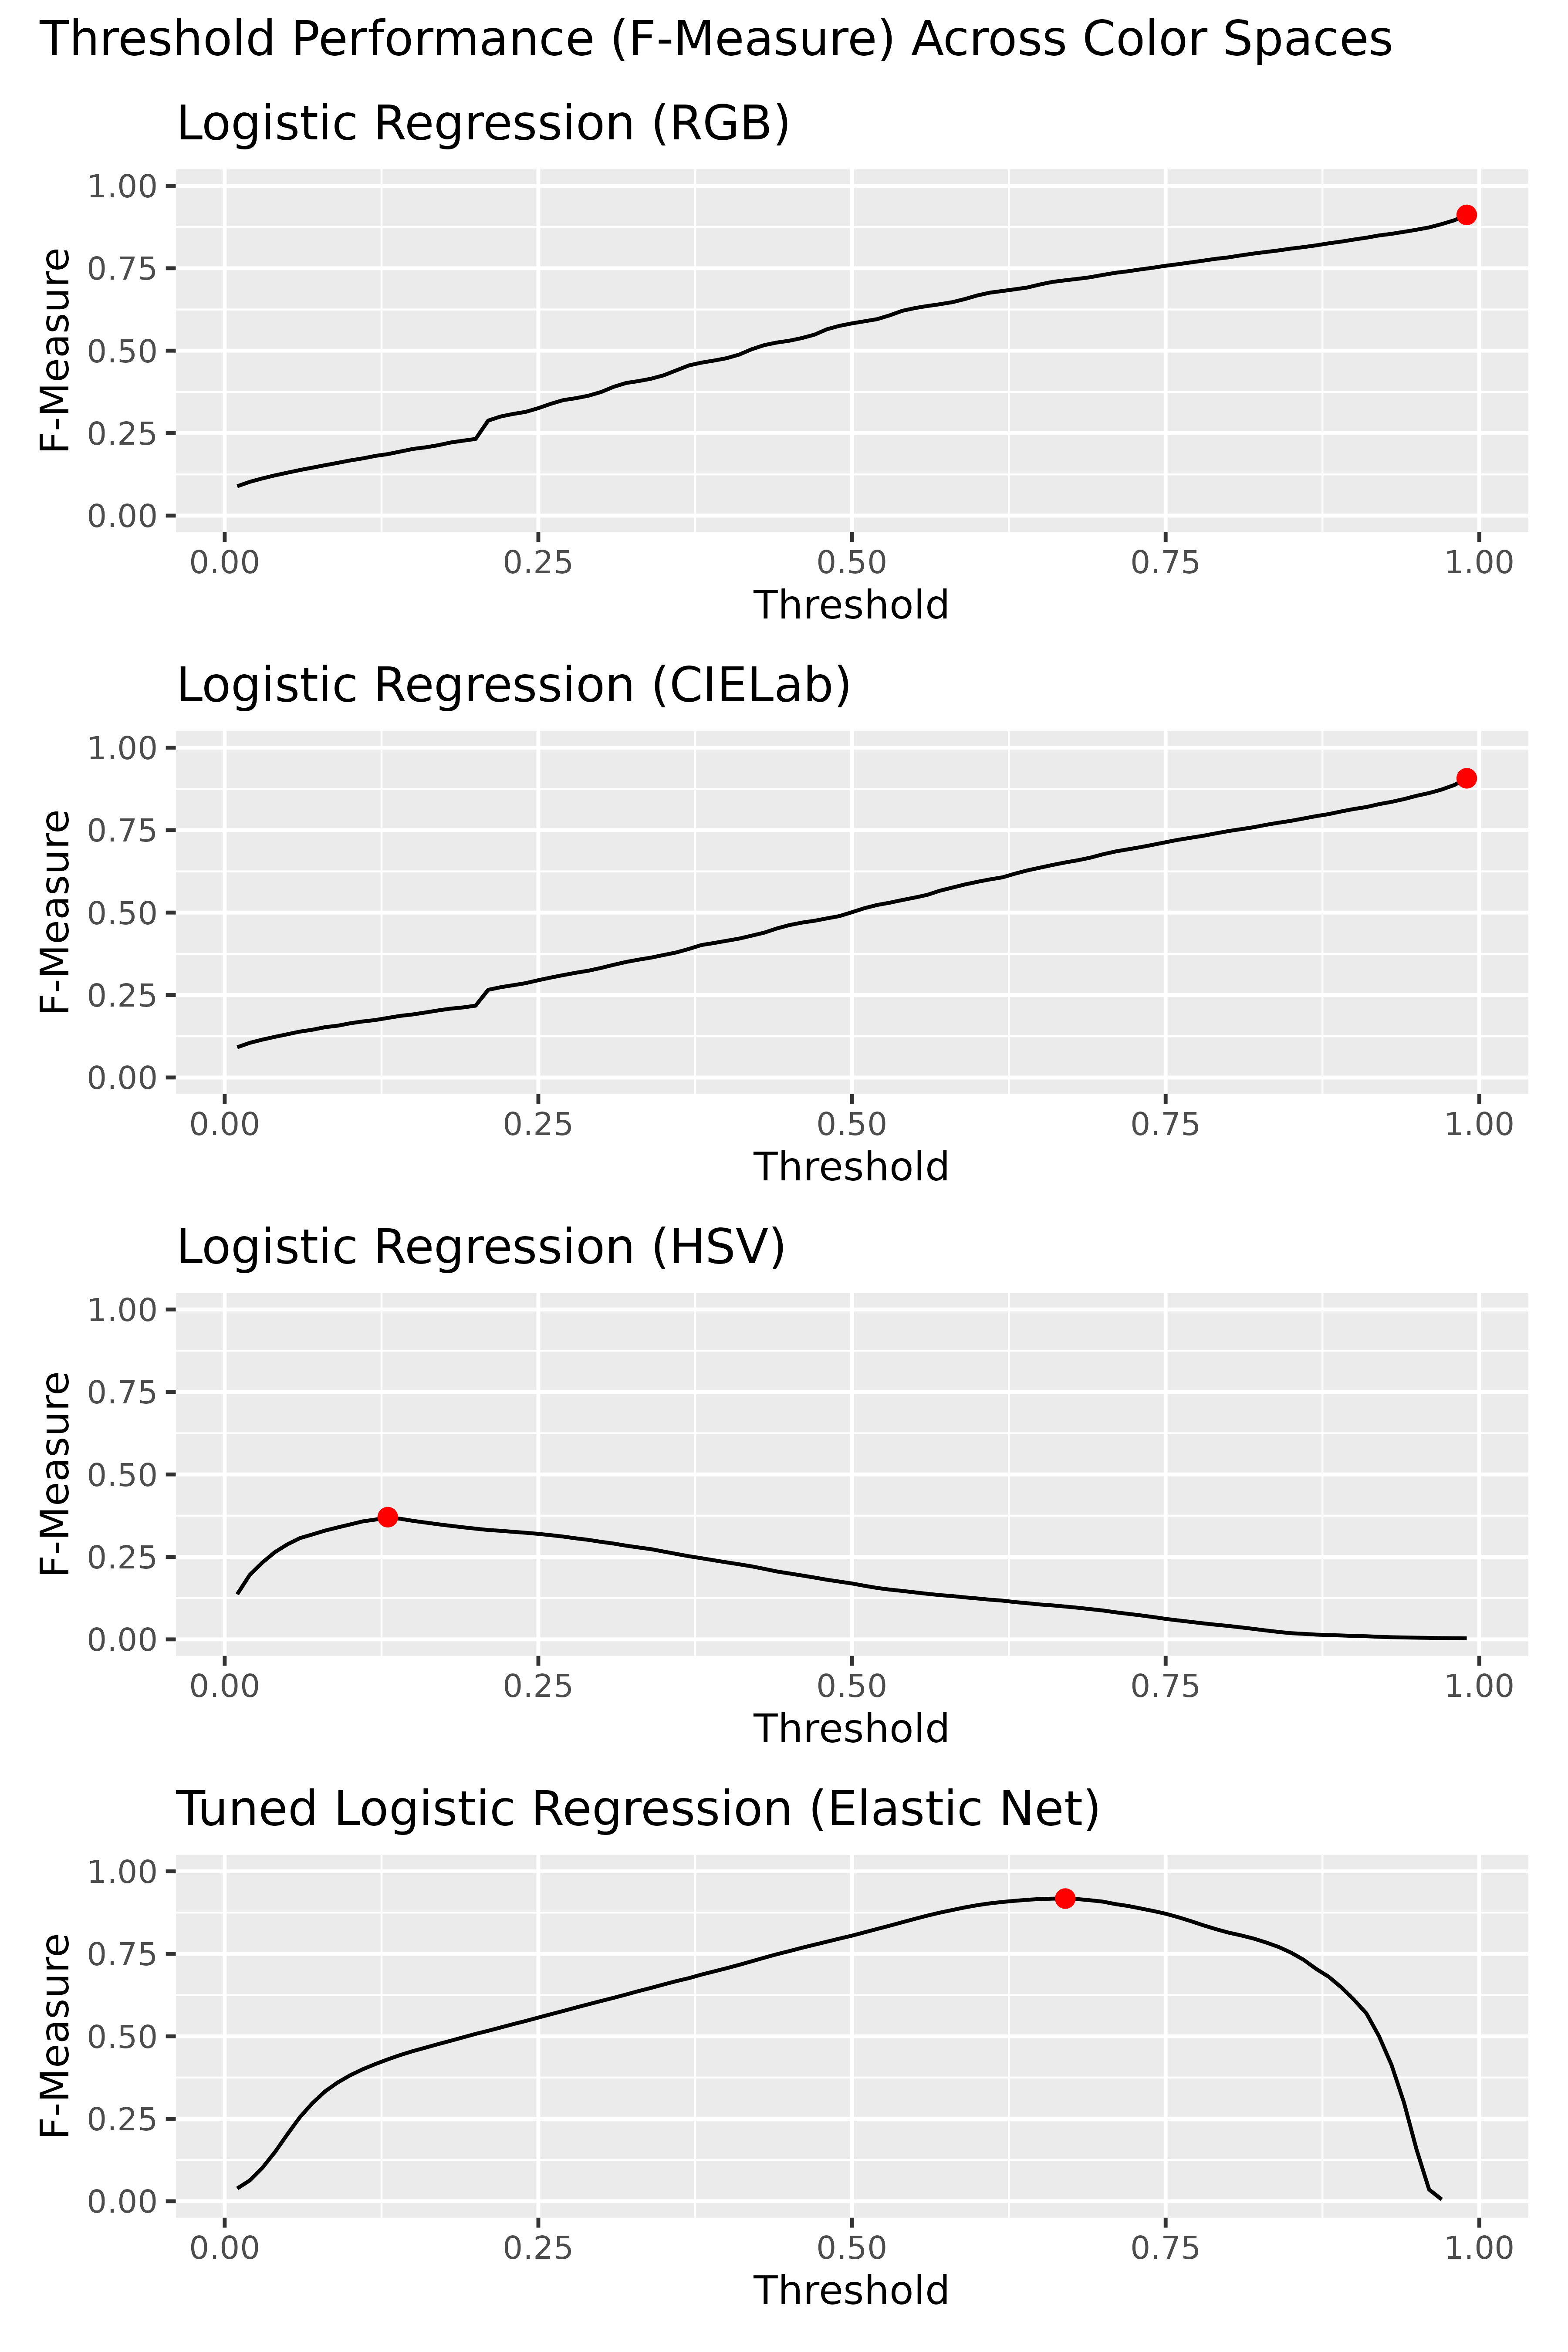 Threshold Performance (F-Measure) Across Color Spaces
Logistic Regression (RGB)
1.00
0.75
0.50
0.25
0.00
F-Measure
0.00 0.25 0.50 0.75 1.00
Threshold
Logistic Regression (CIELab)
1.00
0.75
0.50
0.25
0.00
F-Measure
0.00 0.25 0.50 0.75 1.00
Threshold
Logistic Regression (HSV)
1.00
0.75
0.50
0.25
0.00
F-Measure
0.00 0.25 0.50 0.75 1.00
Threshold
Tuned Logistic Regression (Elastic Net)
1.00
0.75
0.50
0.25
0.00
F-Measure
0.00 0.25 0.50 0.75 1.00
Threshold